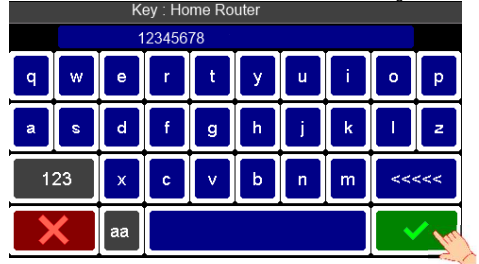 Key : Home Router
12345678
q w e r t y u i o p
a s d f g h j k l z
123 x c v b n m <<<<<
aa